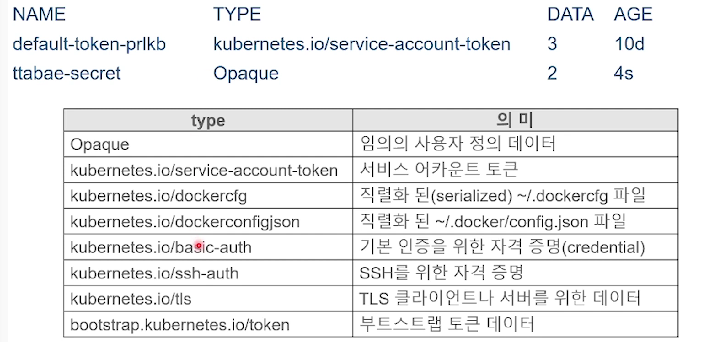 NAME TYPE DATA AGE
default-token-prlkb kubernetes.io/service-account-token 3 10d
ttabae-secret Opaque 2 4s
type 의 미
Opaque 임의의 사용자 정의 데이터
kubernetes.io/service-account-token 서비스 어카운트 토큰
kubernetes.io/dockercfg 직렬화 된(serialized) ~/.dockercfg 파일
kubernetes.io/dockerconfigjson 직렬화 된 ~/.docker/config.json 파일
kubernetes.io/basic-auth 기본 인증을 위한 자격 증명(credential)
kubernetes.io/ssh-auth SSH를 위한 자격 증명
kubernetes.io/tls TLS 클라이언트나 서버를 위한 데이터
bootstrap.kubernetes.io/token 부트스트랩 토큰 데이터